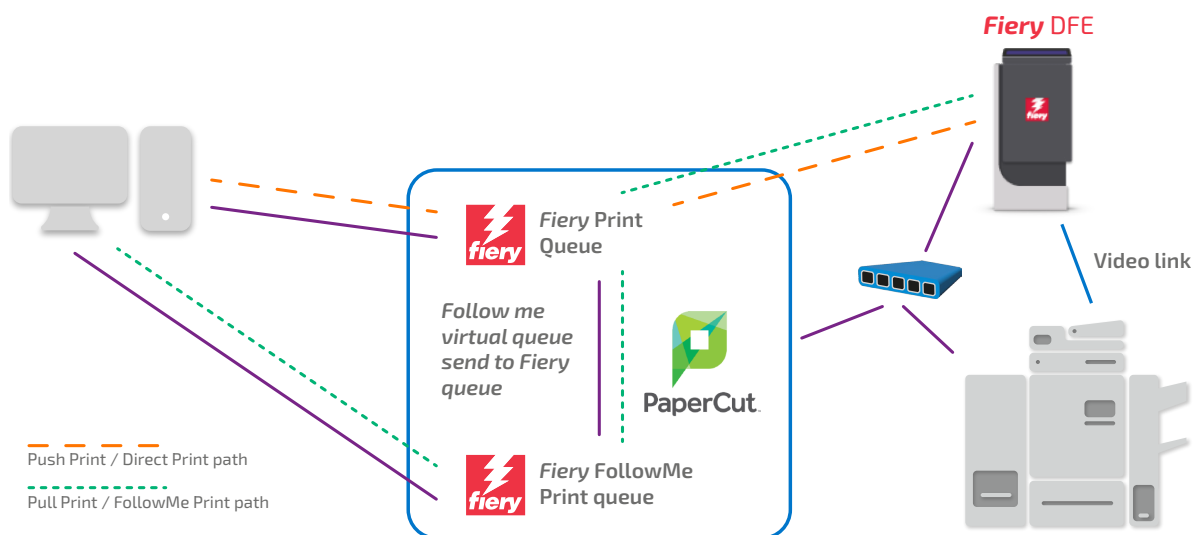 Fiery DFE
fiery
fiery
Fiery Print
Queue
Video link
Follow me
virtual queue
send to Fiery
queue
PaperCut.
Push Print / Direct Print path
Pull Print / FollowMe Print path
fiery
Fiery FollowMe
Print queue